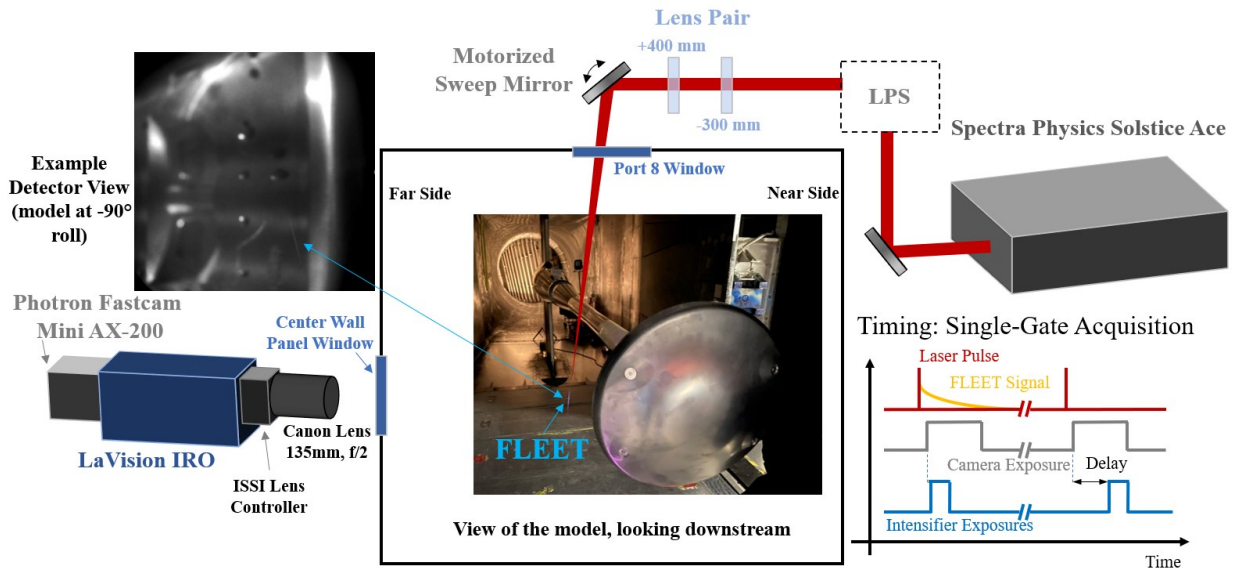 Lens Pair
+400 mm
-300 mm
Motorized
Sweep Mirror
LPS
Spectra Physics Solstice Ace
Port 8 Window
Example
Detector View
(model at -90°
roll)
Far Side
Near Side
Photron Fastcam
Mini AX-200
Center Wall
Panel Window
LaVision IRO
Canon Lens
135mm, f/2
ISSI Lens
Controller
FLEET
View of the model, looking downstream
Timing: Single-Gate Acquisition
Laser Pulse
FLEET Signal
Camera Exposure
Delay
Intensifier Exposures
Time